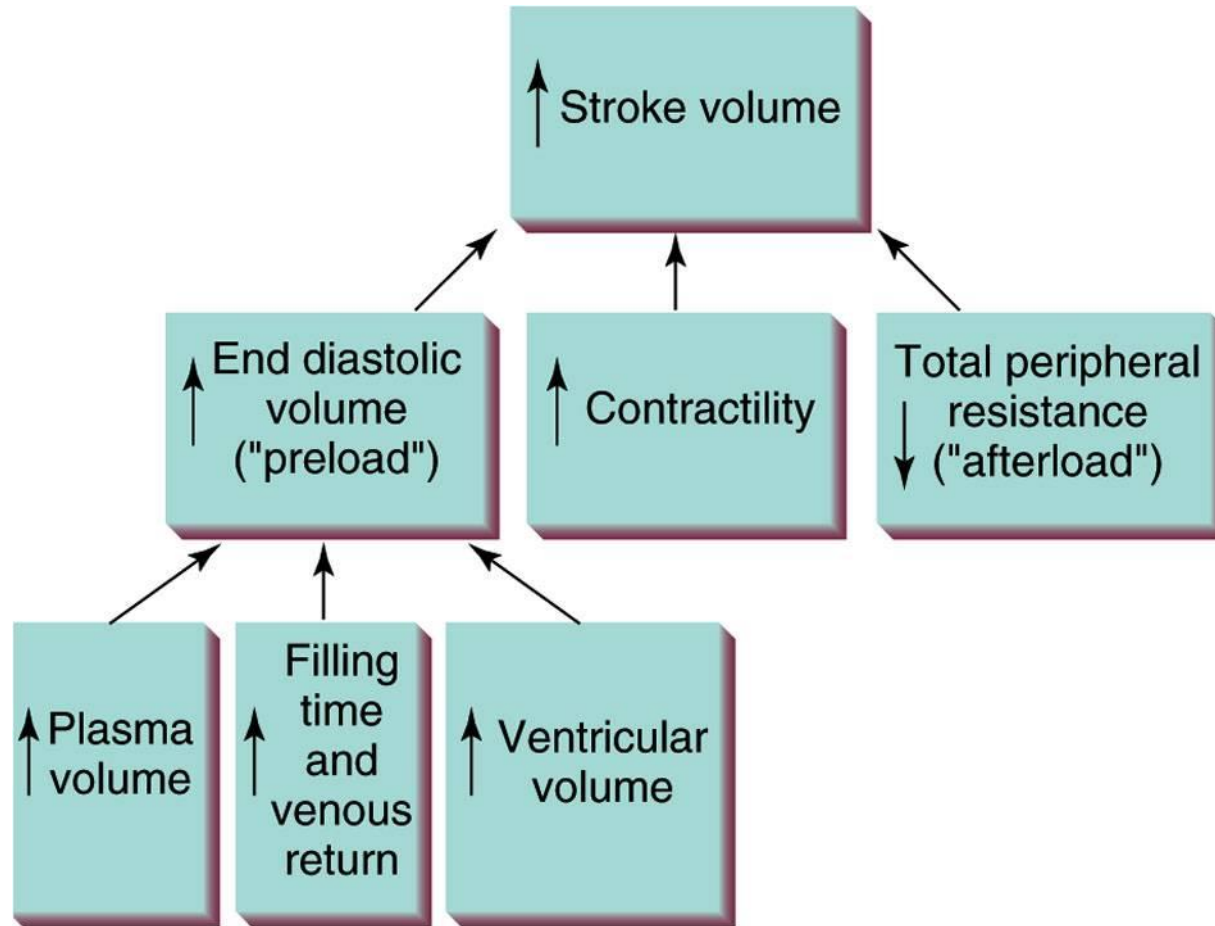 Stroke volume
End diastolic
volume
("preload")
Contractility
Total peripheral
resistance
("afterload")
Plasma
volume
Filling
time
and
venous
return
Ventricular
volume